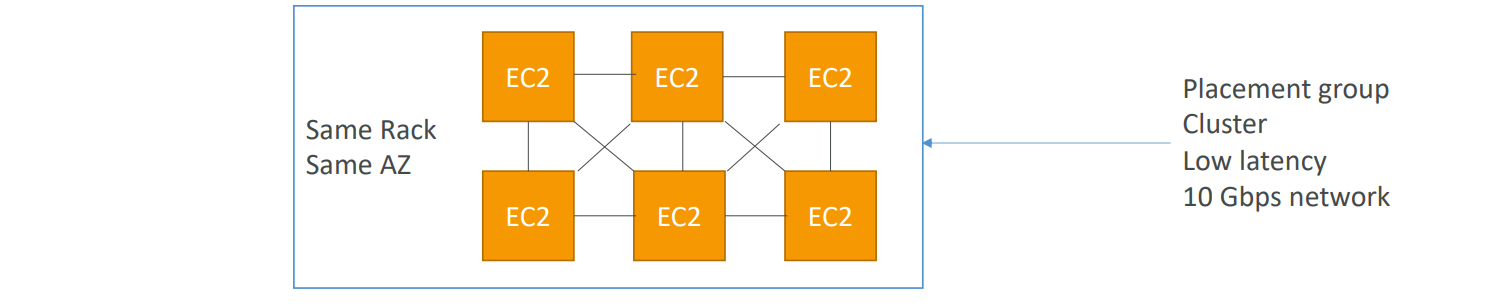 Same Rack
Same AZ
EC2
EC2
EC2
EC2
EC2
EC2
Placement group
Cluster
Low latency
10 Gbps network